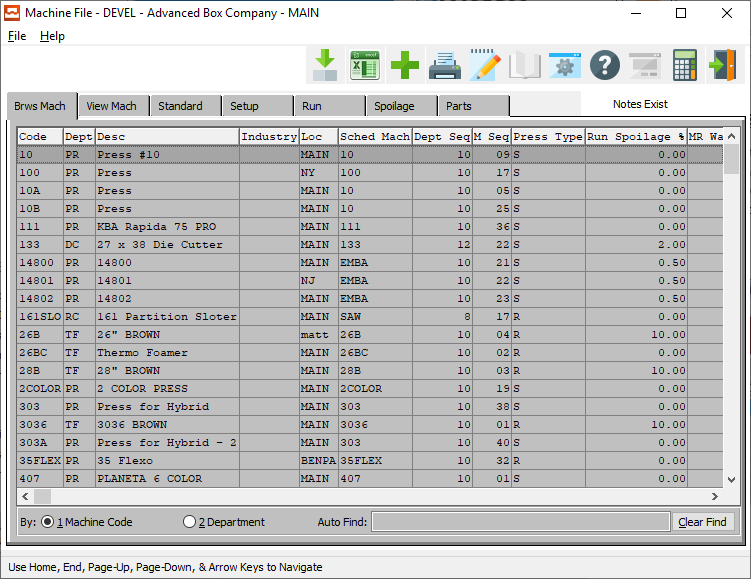 Machine File - DEVEL - Advanced Box Company - MAIN
File Help
excel
Brws Mach View Mach Standard Setup Run Spoilage Parts Notes Exist
Code Dept Desc Industry Loc Sched Mach Dept Seq M Seq Press Type Run Spoilage % MR Wa
10 PR Press #10 MAIN 10 10 09 S 0.00
100 PR Press NY 100 10 17 S 0.00
10A PR Press MAIN 10 10 05 S 0.00
10B PR Press MAIN 10 10 25 S 0.00
111 PR KBA Rapida 75 PRO MAIN 111 10 36 S 0.00
133 DC 27 x 38 Die Cutter MAIN 133 12 22 S 2.00
14800 PR 14800 MAIN EMBA 10 21 S 0.50
14801 PR 14801 NJ EMBA 10 22 S 0.50
14802 PR 14802 MAIN EMBA 10 23 S 0.50
161SLO RC 161 Partition Sloter MAIN SAW 8 17 R 0.00
26B TF 26" BROWN matt 26B 10 04 R 10.00
26BC TF Thermo Foamer MAIN 26BC 10 02 R 0.00
28B TF 28" BROWN MAIN 28B 10 03 R 10.00
2COLOR PR 2 COLOR PRESS MAIN 2COLOR 10 19 S 0.00
303 PR Press for Hybrid MAIN 303 10 38 S 0.00
3036 TF 3036 BROWN MAIN 3036 10 01 R 10.00
303A PR Press for Hybrid - 2 MAIN 303 10 40 S 0.00
35FLEX PR 35 Flexo BENPA 35FLEX 10 32 R 0.00
407 PR PLANETA 6 COLOR MAIN 407 10 01 S 0.00
By: 1 Machine Code 2 Department Auto Find: Clear Find
Use Home, End, Page-Up, Page-Down, & Arrow Keys to Navigate